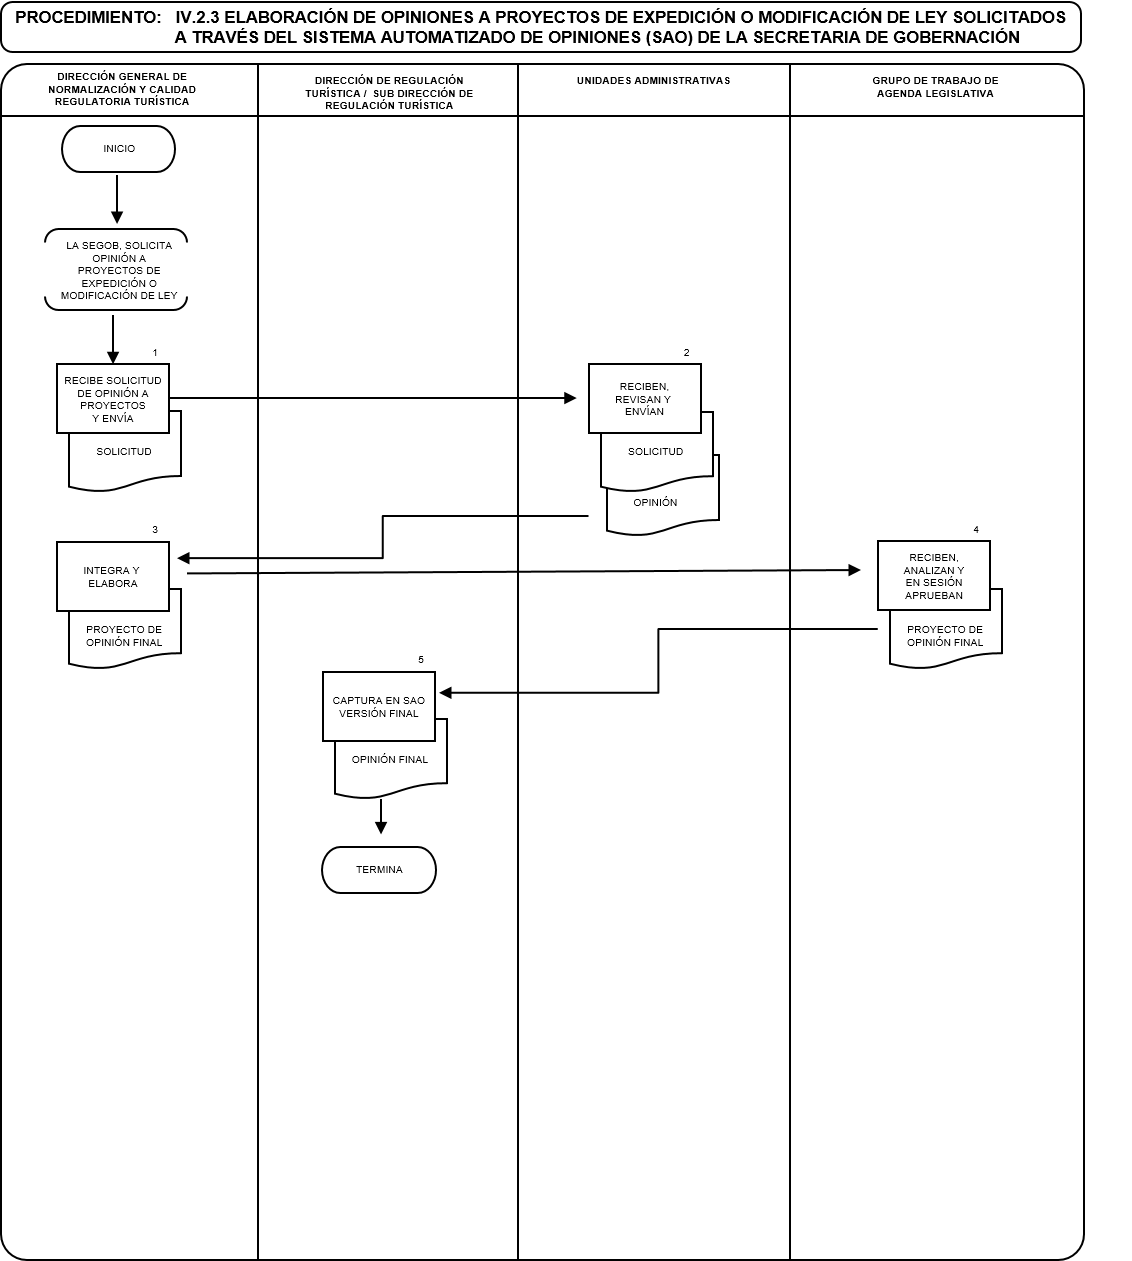 PROCEDIMIENTO: IV.2.3 ELABORACIÓN DE OPINIONES A PROYECTOS DE EXPEDICIÓN O MODIFICACIÓN DE LEY SOLICITADOS
A TRAVÉS DEL SISTEMA AUTOMATIZADO DE OPINIONES (SAO) DE LA SECRETARIA DE GOBERNACIÓN
DIRECCIÓN GENERAL DE
NORMALIZACIÓN Y CALIDAD
REGULATORIA TURÍSTICA
DIRECCIÓN DE REGULACIÓN
TURÍSTICA / SUB DIRECCIÓN DE
REGULACIÓN TURÍSTICA
UNIDADES ADMINISTRATIVAS
GRUPO DE TRABAJO DE
AGENDA LEGISLATIVA
INICIO
LA SEGOB, SOLICITA
OPINIÓN A
PROYECTOS DE
EXPEDICIÓN O
MODIFICACIÓN DE LEY
1
RECIBE SOLICITUD
DE OPINIÓN A
PROYECTOS
Y ENVÍA
SOLICITUD
2
RECIBEN,
REVISAN Y
ENVÍAN
SOLICITUD
OPINIÓN
3
INTEGRA Y
ELABORA
PROYECTO DE
OPINIÓN FINAL
4
RECIBEN,
ANALIZAN Y
EN SESIÓN
APRUEBAN
PROYECTO DE
OPINIÓN FINAL
5
CAPTURA EN SAO
VERSIÓN FINAL
OPINIÓN FINAL
TERMINA